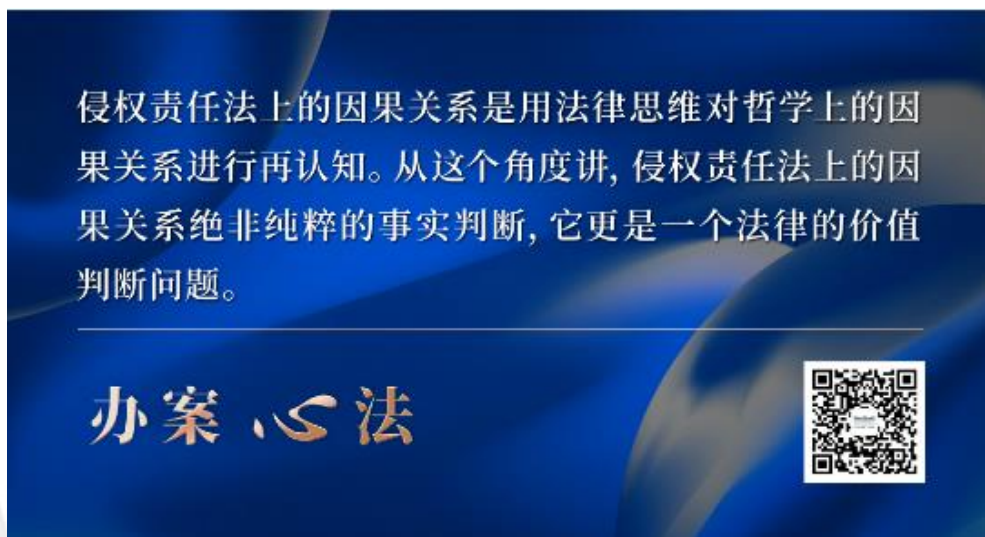 侵权责任法上的因果关系是用法律思维对哲学上的因
果关系进行再认知。从这个角度讲, 侵权责任法上的因
果关系绝非纯粹的事实判断, 它更是一个法律的价值
判断问题。
办案心法